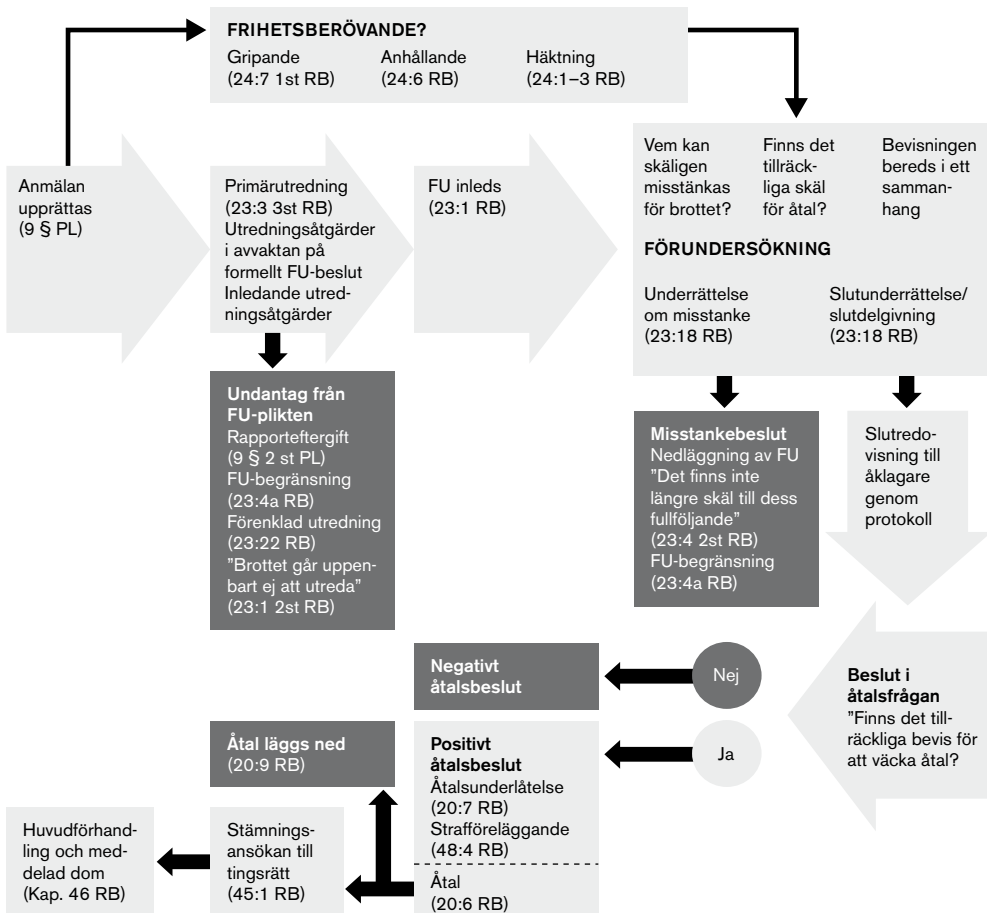 FRIHETSBERÖVANDE?
Gripande
(24:7 1st RB)
Anhållande
(24:6 RB)
Häktning
(24:1–3 RB)
Anmälan
upprättas
(9 § PL)
Primärutredning
(23:3 3st RB)
Utredningsåtgärder
i avvaktan på
formellt FU-beslut
Inledande utred-
ningsåtgärder
FU inleds
(23:1 RB)
Vem kan
skäligen
misstänkas
för brottet?
Finns det
tillräck-
liga skäl
för åtal?
Bevisningen
bereds i ett
samman-
hang
FÖRUNDERSÖKNING
Underrättelse
om misstanke
(23:18 RB)
Slutunderrättelse/
slutdelgivning
(23:18 RB)
Undantag från
FU-plikten
Rapporteftergift
(9 § 2 st PL)
FU-begränsning
(23:4a RB)
Förenklad utredning
(23:22 RB)
”Brottet går uppen-
bart ej att utreda”
(23:1 2st RB)
Misstankebeslut
Nedläggning av FU
”Det finns inte
längre skäl till dess
fullföljande”
(23:4 2st RB)
FU-begränsning
(23:4a RB)
Slutredo-
visning till
åklagare
genom
protokoll
Beslut i
åtalsfrågan
”Finns det till-
räckliga bevis för
att väcka åtal?
Nej
Negativt
åtalsbeslut
Ja
Positivt
åtalsbeslut
Åtalsunderlåtelse
(20:7 RB)
Strafföreläggande
(48:4 RB)
Åtal
(20:6 RB)
Åtal läggs ned
(20:9 RB)
Stämnings-
ansökan till
tingsrätt
(45:1 RB)
Huvudförhand-
ling och med-
delad dom
(Kap. 46 RB)